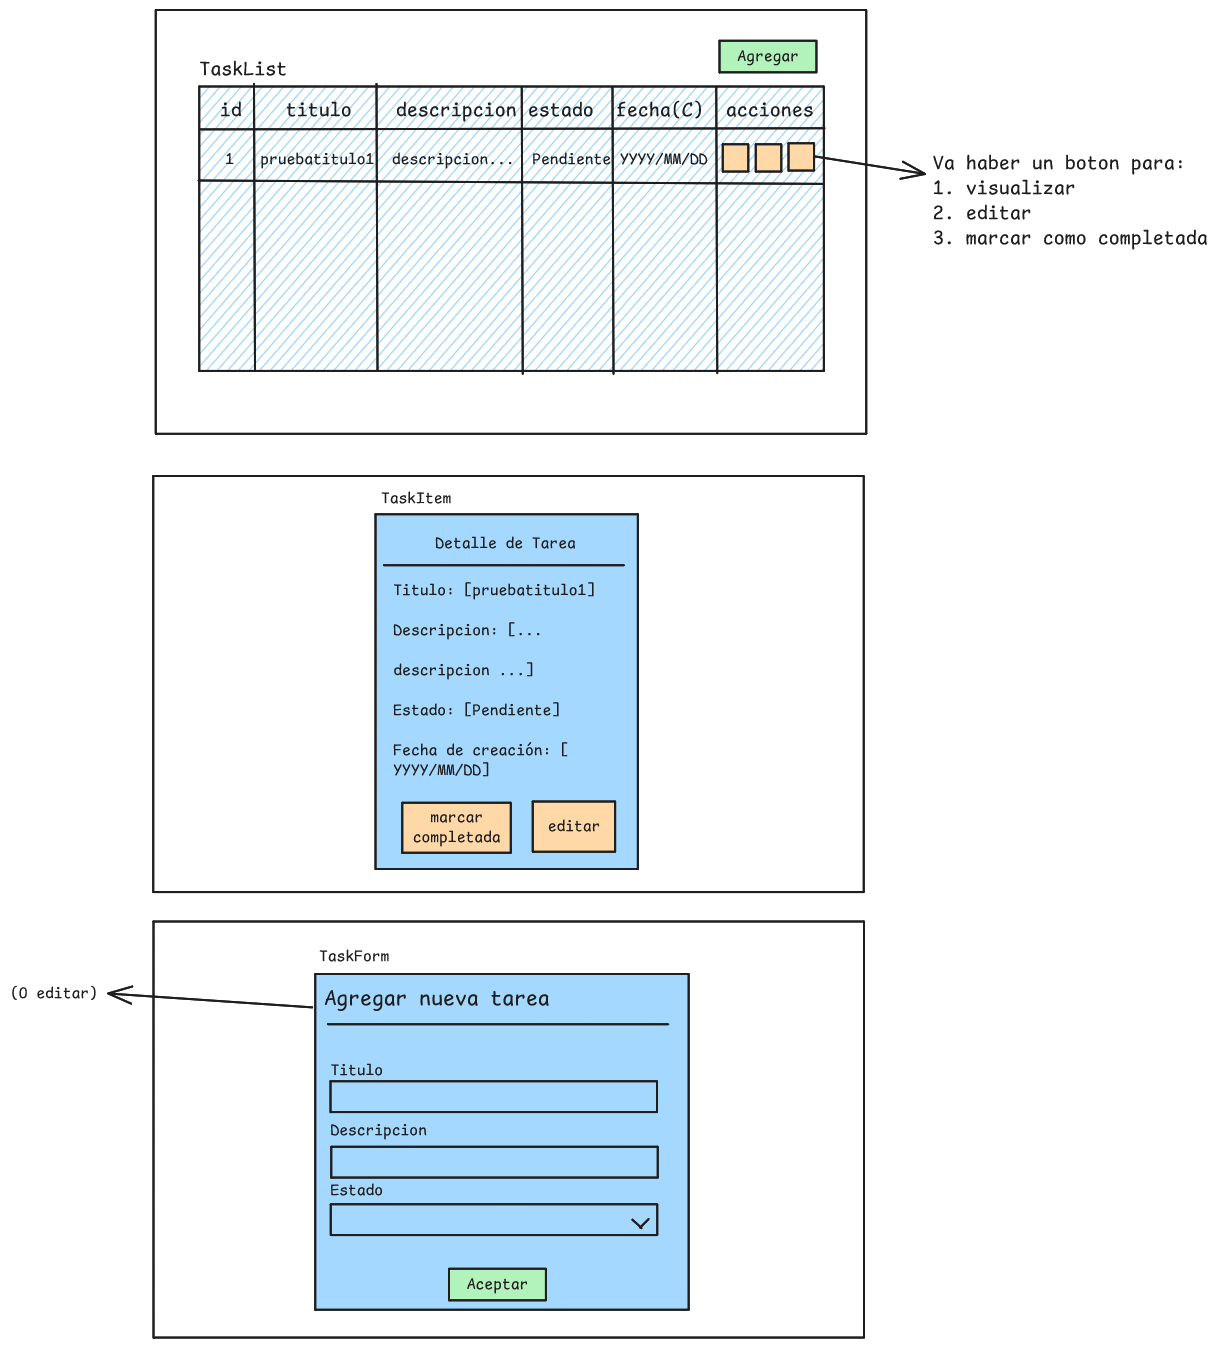 Agregar
TaskList
id titulo descripcion estado fecha(C) acciones
1 pruebatitulo1 descripcion... Pendiente YYYY/MM/DD
Va haber un boton para:
1. visualizar
2. editar
3. marcar como completada
TaskItem
Detalle de Tarea
Titulo: [pruebatitulo1]
Descripcion: [...
descripcion ...]
Estado: [Pendiente]
Fecha de creación: [
YYYY/MM/DD]
marcar
completada
editar
TaskForm
(O editar)
Agregar nueva tarea
Titulo
Descripcion
Estado
Aceptar